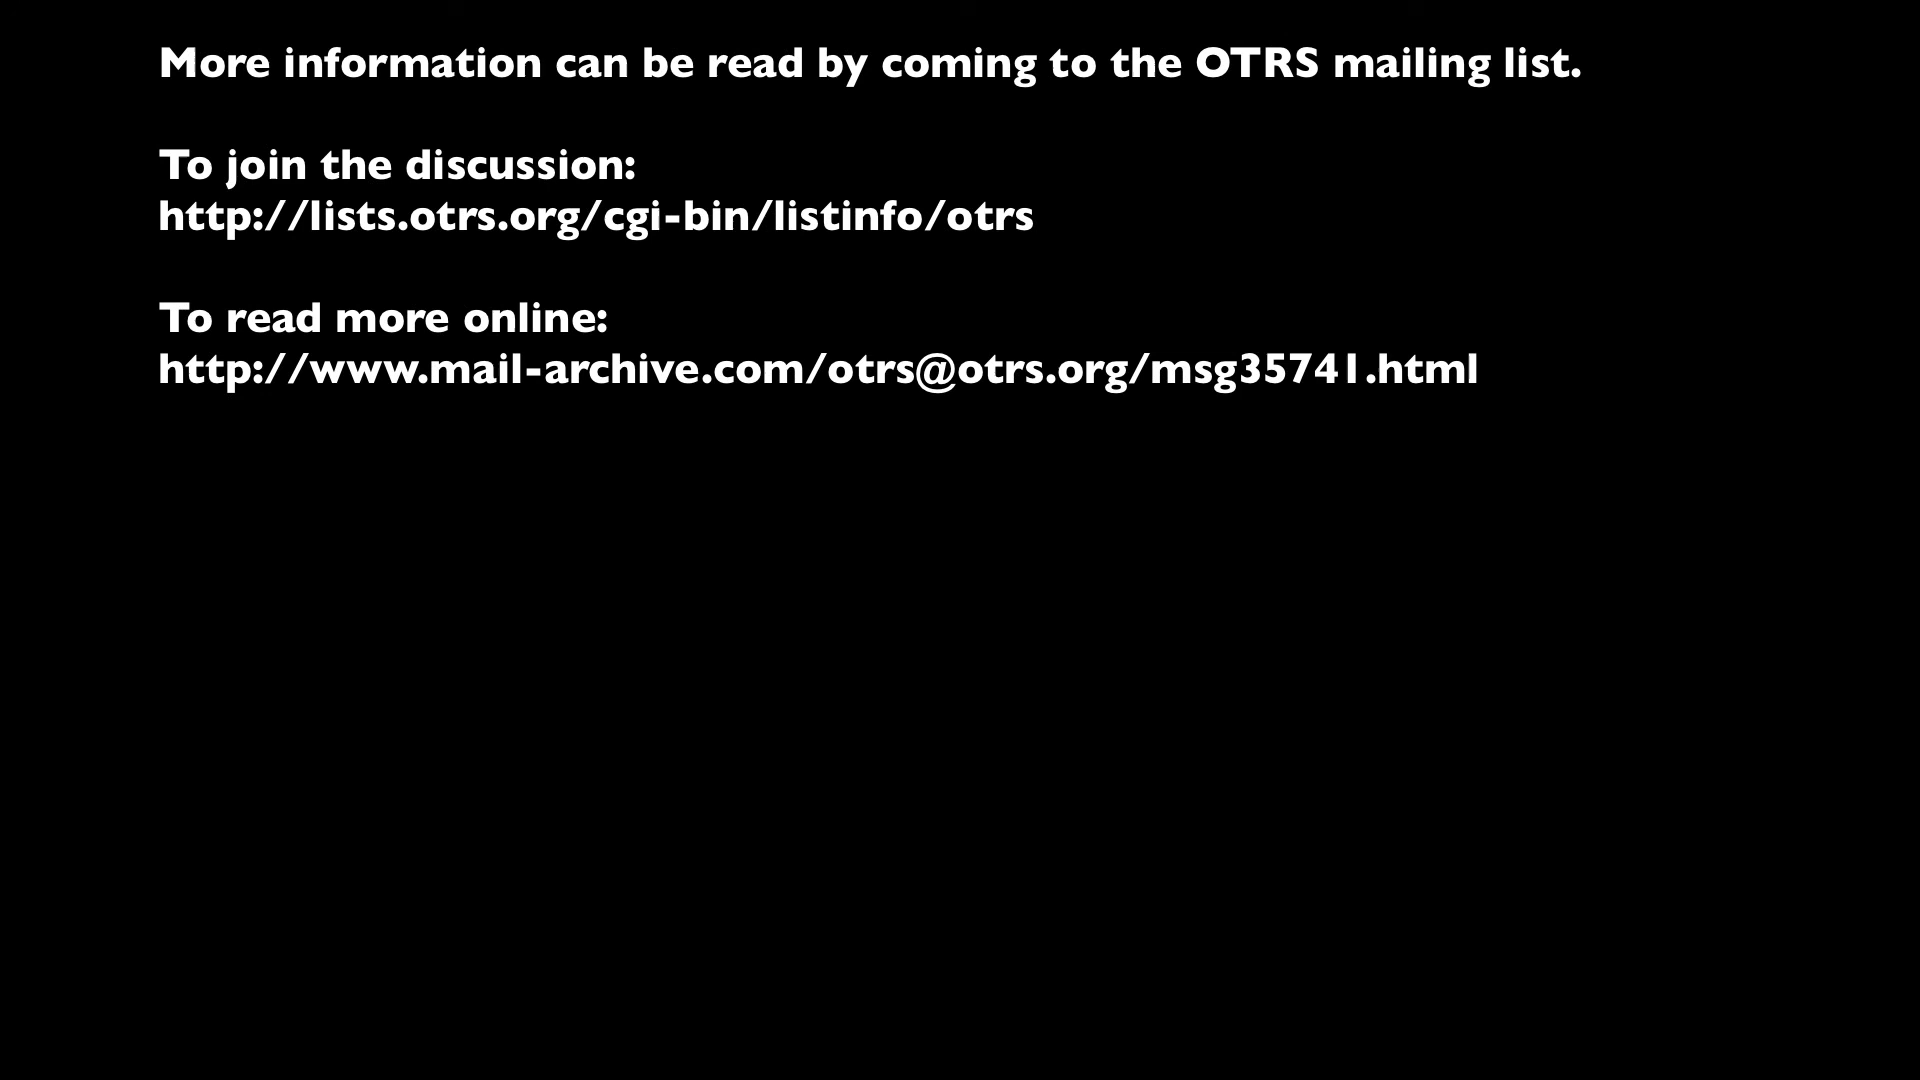 More information can be read by coming to the OTRS mailing list.
To join the discussion:
http://lists.otrs.org/cgi-bin/listinfo/otrs
To read more online:
http://www.mail-archive.com/otrs@otrs.org/msg35741.html